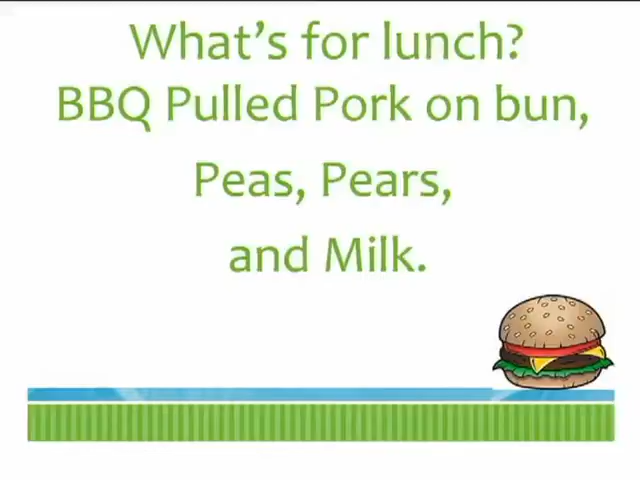 What's for lunch?
BBQ Pulled Pork on bun,
Peas, Pears,
and Milk.